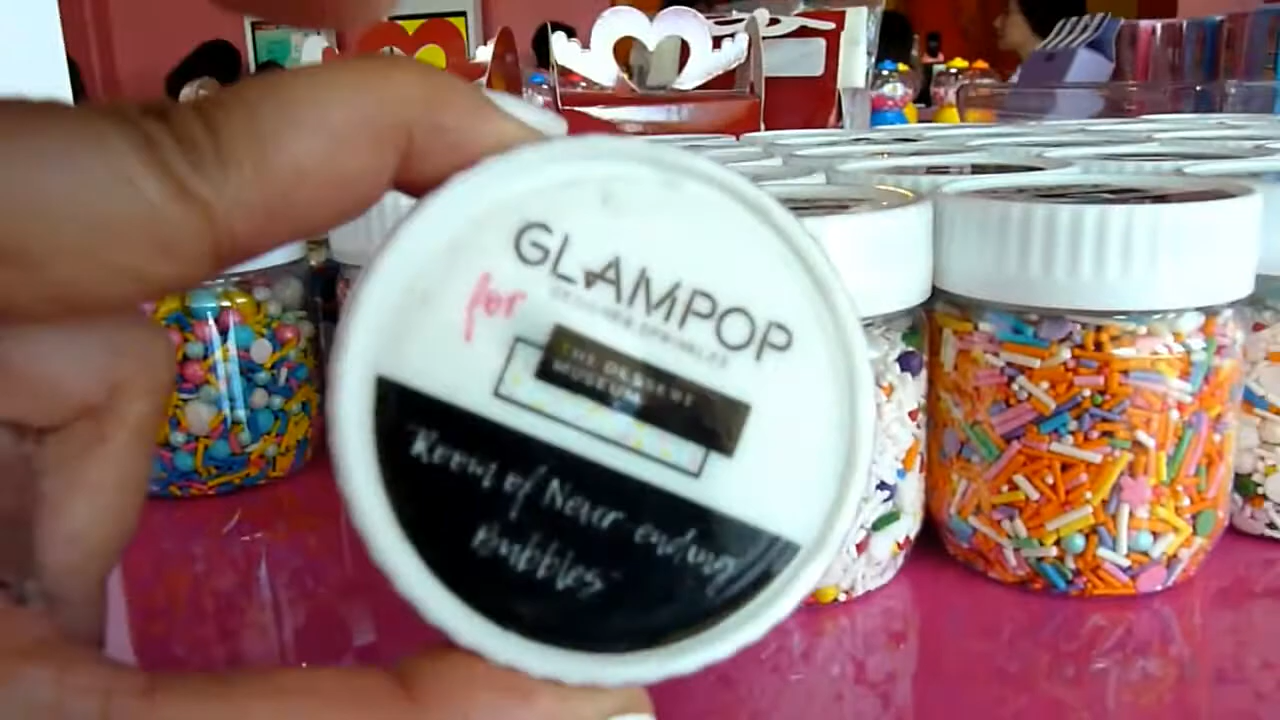 GLAMPOP
DESIGNER SPRINKLES
for
THE DESSERT
MUSEUM
"Room of Never ending
Bubbles"